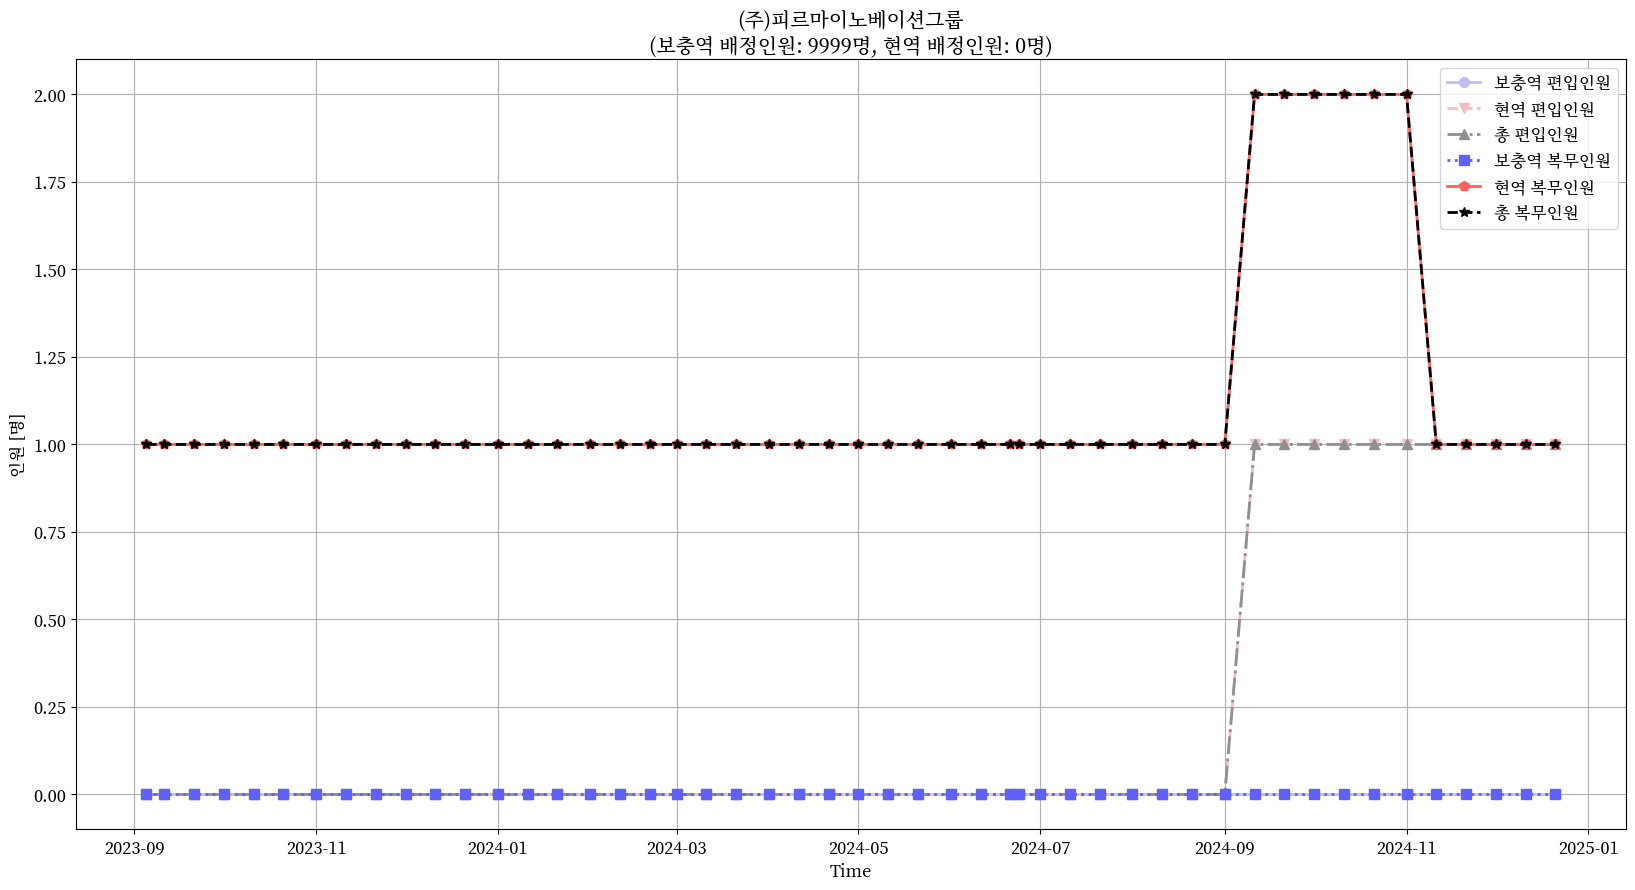 (주)피르마이노베이션그룹
(보충역 배정인원: 9999명, 현역 배정인원: 0명)
보충역 편입인원
현역 편입인원
총 편입인원
보충역 복무인원
현역 복무인원
총 복무인원
인원 [명]
2.00
1.75
1.50
1.25
1.00
0.75
0.50
0.25
0.00
2023-09
2023-11
2024-01
2024-03
2024-05
2024-07
2024-09
2024-11
2025-01
Time